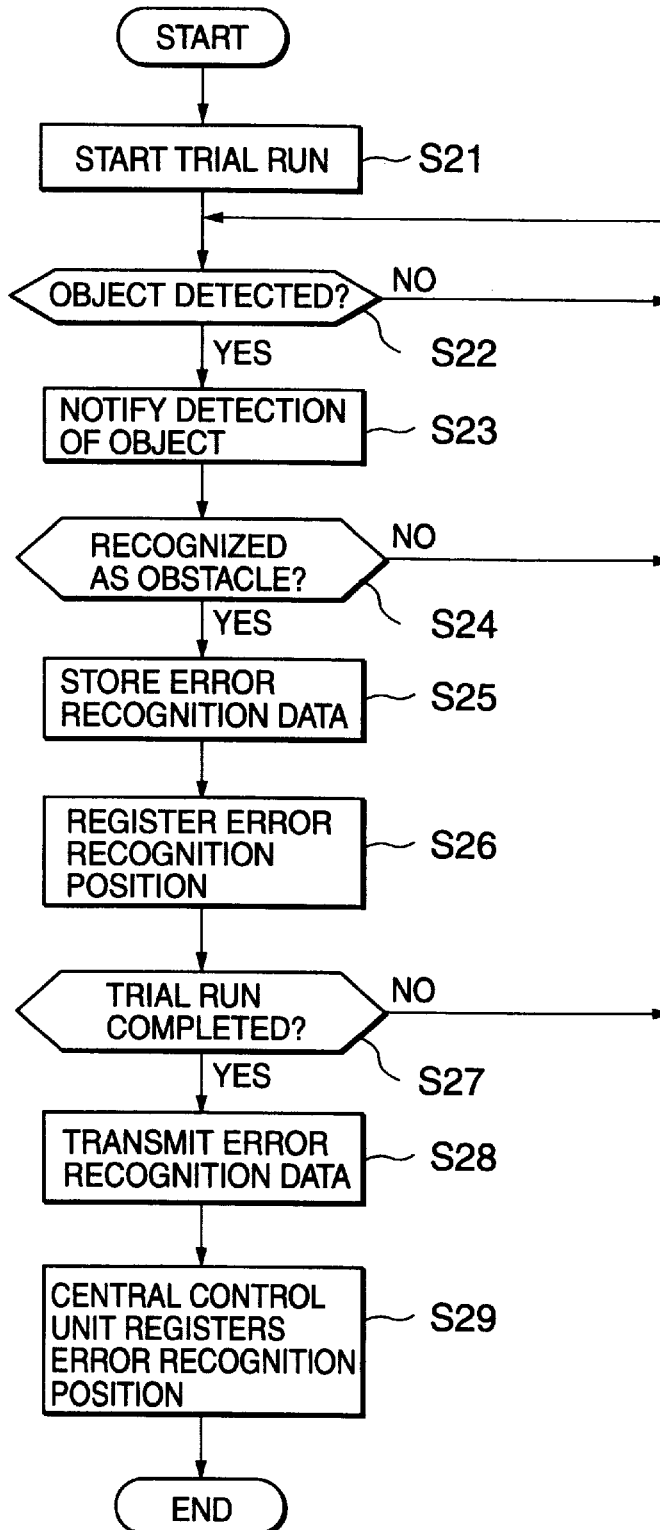 START
START TRIAL RUN
S21
OBJECT DETECTED?
NO
S22
YES
NOTIFY DETECTION
OF OBJECT
S23
RECOGNIZED
AS OBSTACLE?
NO
S24
YES
STORE ERROR
RECOGNITION DATA
S25
REGISTER ERROR
RECOGNITION
POSITION
S26
TRIAL RUN
COMPLETED?
NO
S27
YES
TRANSMIT ERROR
RECOGNITION DATA
S28
CENTRAL CONTROL
UNIT REGISTERS
ERROR RECOGNITION
POSITION
S29
END